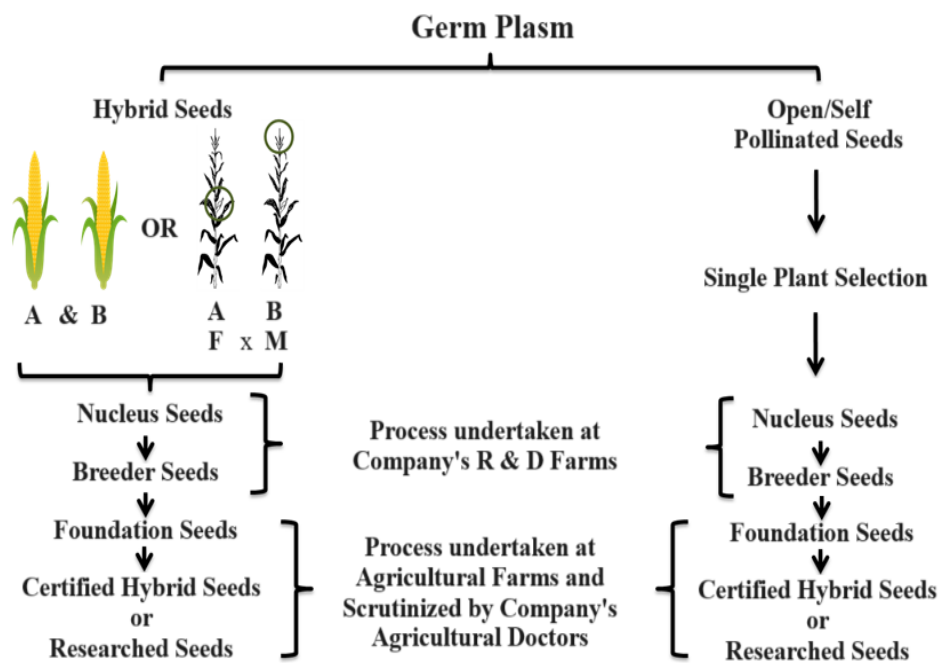 Germ Plasm
Hybrid Seeds
OR
A & B
A B
F x M
Nucleus Seeds
Breeder Seeds
Foundation Seeds
Certified Hybrid Seeds
or
Researched Seeds
Process undertaken at
Company's R & D Farms
Process undertaken at
Agricultural Farms and
Scrutinized by Company's
Agricultural Doctors
Open/Self
Pollinated Seeds
Single Plant Selection
Nucleus Seeds
Breeder Seeds
Foundation Seeds
Certified Hybrid Seeds
or
Researched Seeds